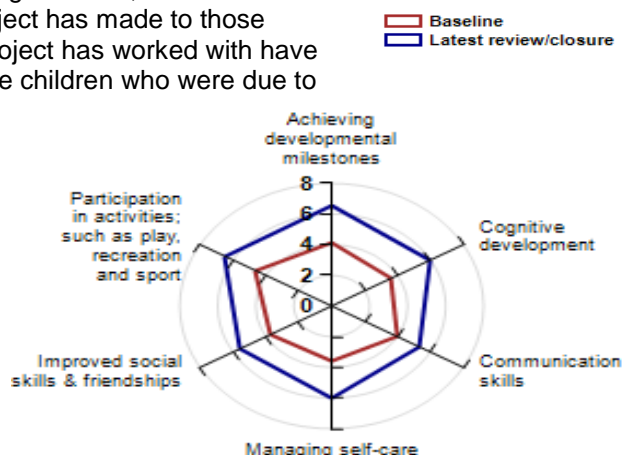 ject has made to those
oject has worked with have
e children who were due to
Baseline
Latest review/closure
Achieving
developmental
milestones
Cognitive
development
Communication
skills
Managing self-care
Improved social
skills & friendships
Participation
in activities;
such as play,
recreation
and sport
8
6
4
2
0